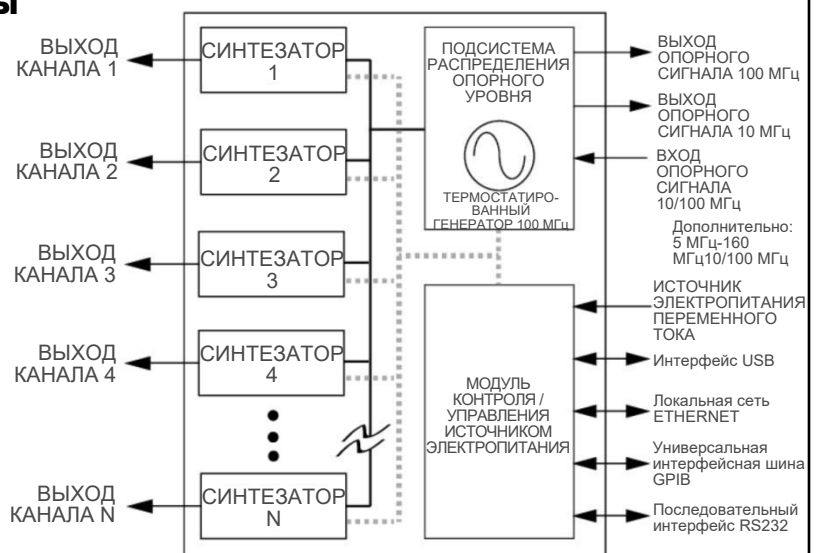 ы
ВЫХОД
КАНАЛА 1
СИНТЕЗАТОР
1
ВЫХОД
КАНАЛА 2
СИНТЕЗАТОР
2
ВЫХОД
КАНАЛА 3
СИНТЕЗАТОР
3
ВЫХОД
КАНАЛА 4
СИНТЕЗАТОР
4
ВЫХОД
КАНАЛА N
СИНТЕЗАТОР
N
ПОДСИСТЕМА
РАСПРЕДЕЛЕНИЯ
ОПОРНОГО
УРОВНЯ
ТЕРМОСТАТИРО-
ВАННЫЙ
ГЕНЕРАТОР 100 МГц
МОДУЛЬ
КОНТРОЛЯ /
УПРАВЛЕНИЯ
ИСТОЧНИКОМ
ЭЛЕКТРОПИТАНИЯ
ВЫХОД
ОПОРНОГО
СИГНАЛА 100 МГц
ВЫХОД
ОПОРНОГО
СИГНАЛА 10 МГц
ВХОД
ОПОРНОГО
СИГНАЛА
10/100 МГц
Дополнительно:
5 МГц-160
МГц10/100 МГц
ИСТОЧНИК
ЭЛЕКТРОПИТАНИЯ
ПЕРЕМЕННОГО
ТОКА
Интерфейс USB
Локальная сеть
ETHERNET
Универсальная
интерфейсная шина
GPIB
Последовательный
интерфейс RS232